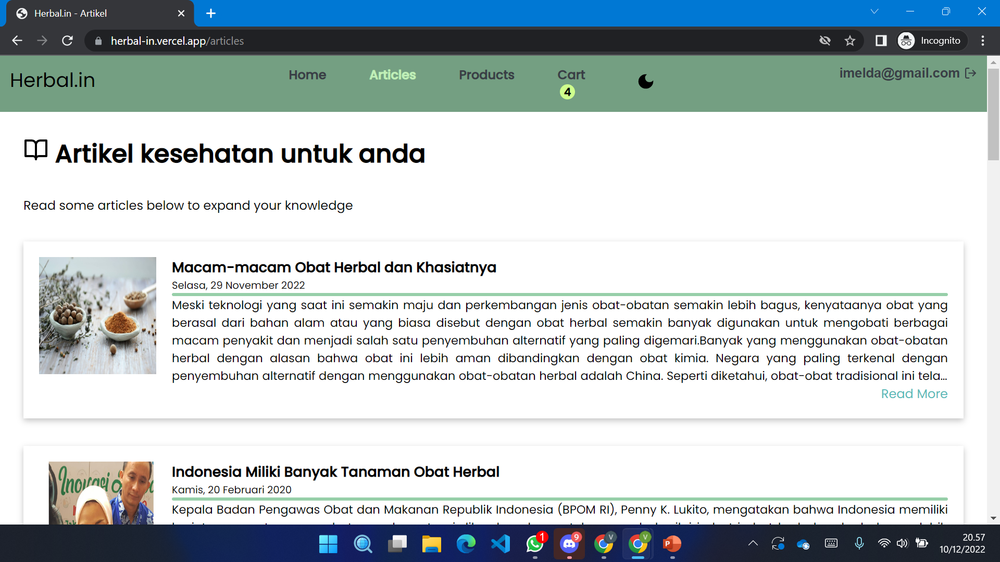 Herbal.in - Artikel
herbal-in.vercel.app/articles
Incognito
Herbal.in
Home
Articles
Products
Cart
4
imelda@gmail.com
Artikel kesehatan untuk anda
Read some articles below to expand your knowledge
Macam-macam Obat Herbal dan Khasiatnya
Selasa, 29 November 2022
Meski teknologi yang saat ini semakin maju dan perkembangan jenis obat-obatan semakin lebih bagus, kenyataanya obat yang
berasal dari bahan alam atau yang biasa disebut dengan obat herbal semakin banyak digunakan untuk mengobati berbagai
macam penyakit dan menjadi salah satu penyembuhan alternatif yang paling digemari.Banyak yang menggunakan obat-obatan
herbal dengan alasan bahwa obat ini lebih aman dibandingkan dengan obat kimia. Negara yang paling terkenal dengan
penyembuhan alternatif dengan menggunakan obat-obatan herbal adalah China. Seperti diketahui, obat-obat tradisional ini tela...
Read More
Indonesia Miliki Banyak Tanaman Obat Herbal
Kamis, 20 Februari 2020
Kepala Badan Pengawas Obat dan Makanan Republik Indonesia (BPOM RI), Penny K. Lukito, mengatakan bahwa Indonesia memiliki
Inovasi
1
9
V
V
P
20.57
10/12/2022